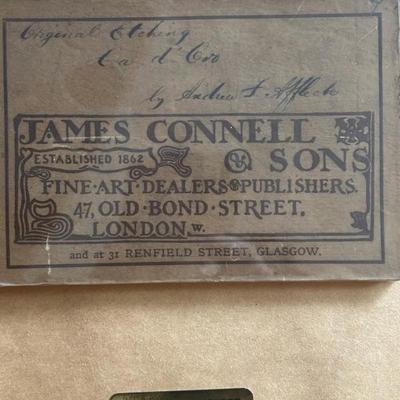 Original Etching
Ca d'Oro
by Andrew F. Affleck
JAMES CONNELL
ESTABLISHED 1862
& SONS
FINE·ART·DEALERS & PUBLISHERS.
47, OLD·BOND·STREET.
LONDON. W.
and at 31 RENFIELD STREET, GLASGOW.